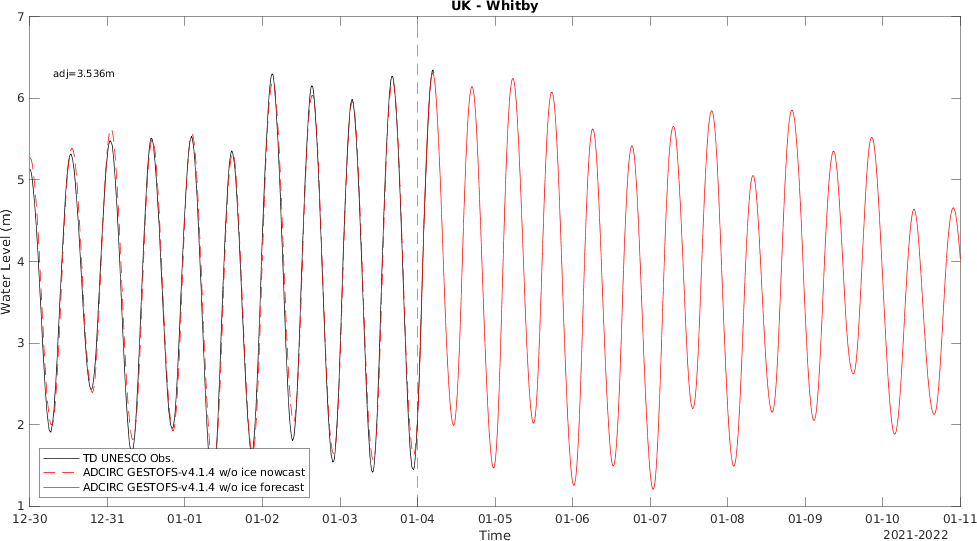 UK - Whitby
7
adj=3.536m
6
5
4
3
2
1
Water Level (m)
TD UNESCO Obs.
ADCIRC GESTOFS-v4.1.4 w/o ice nowcast
ADCIRC GESTOFS-v4.1.4 w/o ice forecast
12-30 12-31 01-01 01-02 01-03 01-04 01-05 01-06 01-07 01-08 01-09 01-10 01-11
Time
2021-2022